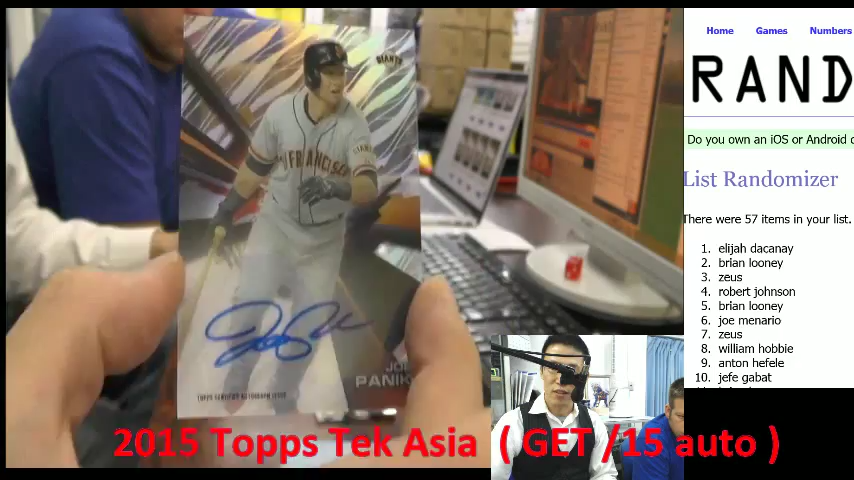 GIANTS
GIANTS
FRANCISCO
TOPPS CERTIFIED AUTOGRAPH ISSUE
JOE
PANIK
2015 Topps Tek Asia ( GET /15 auto )
Home Games Numbers
RAND
Do you own an iOS or Android
List Randomizer
There were 57 items in your list.
1. elijah dacanay
2. brian looney
3. zeus
4. robert johnson
5. brian looney
6. joe menario
7. zeus
8. william hobbie
9. anton hefele
10. jefe gabat